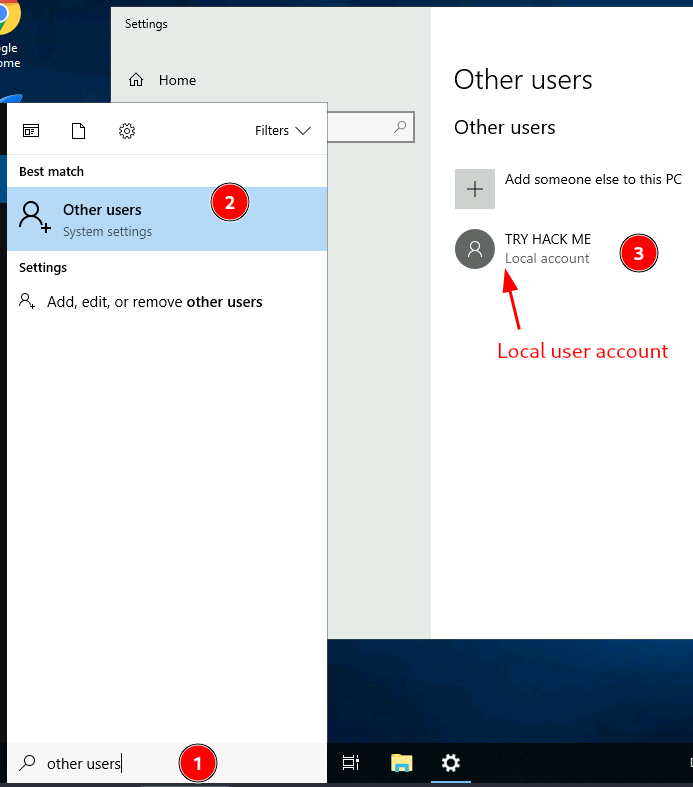 Settings
gle
ome
Home
Filters
Best match
Other users
System settings
2
Settings
Add, edit, or remove other users
other users
1
Other users
Other users
Add someone else to this PC
TRY HACK ME
Local account
3
Local user account